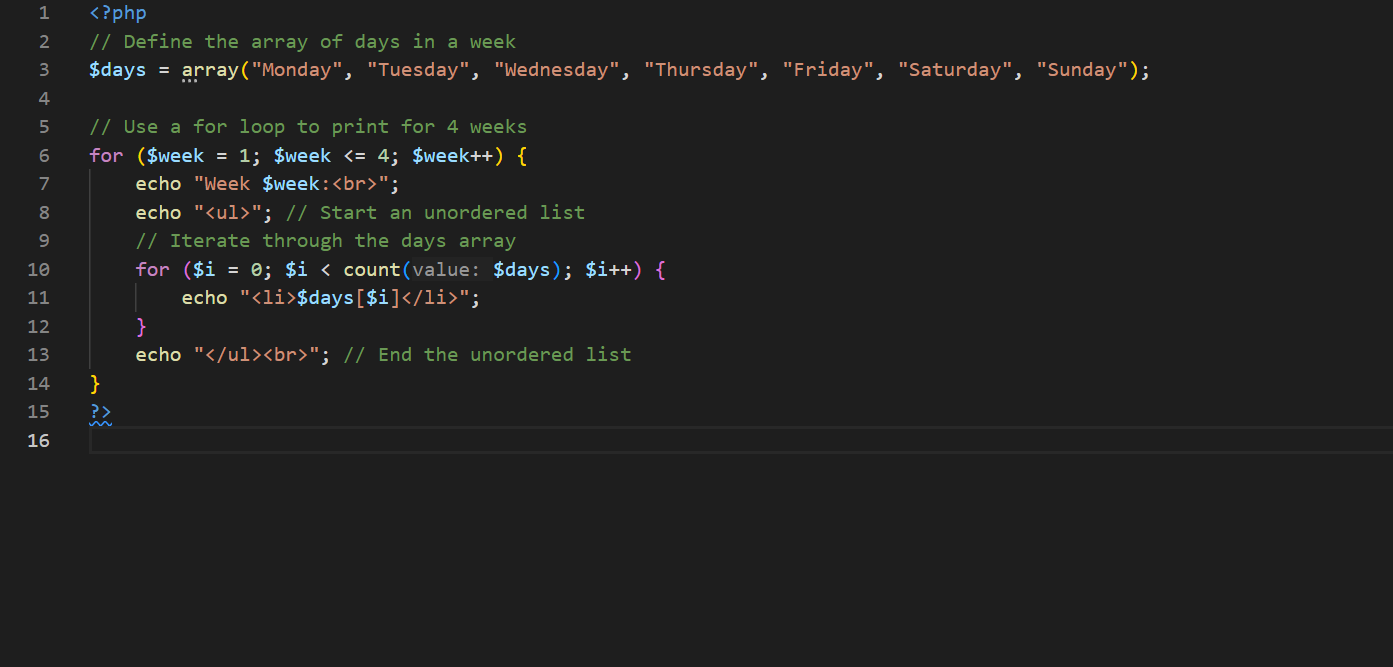 1 <?php
2 // Define the array of days in a week
3 $days = array("Monday", "Tuesday", "Wednesday", "Thursday", "Friday", "Saturday", "Sunday");
4
5 // Use a for loop to print for 4 weeks
6 for ($week = 1; $week <= 4; $week++) {
7     echo "Week $week:<br>";
8     echo "<ul>"; // Start an unordered list
9     // Iterate through the days array
10     for ($i = 0; $i < count(value: $days); $i++) {
11         echo "<li>$days[$i]</li>";
12     }
13     echo "</ul><br>"; // End the unordered list
14 }
15 ?>
16